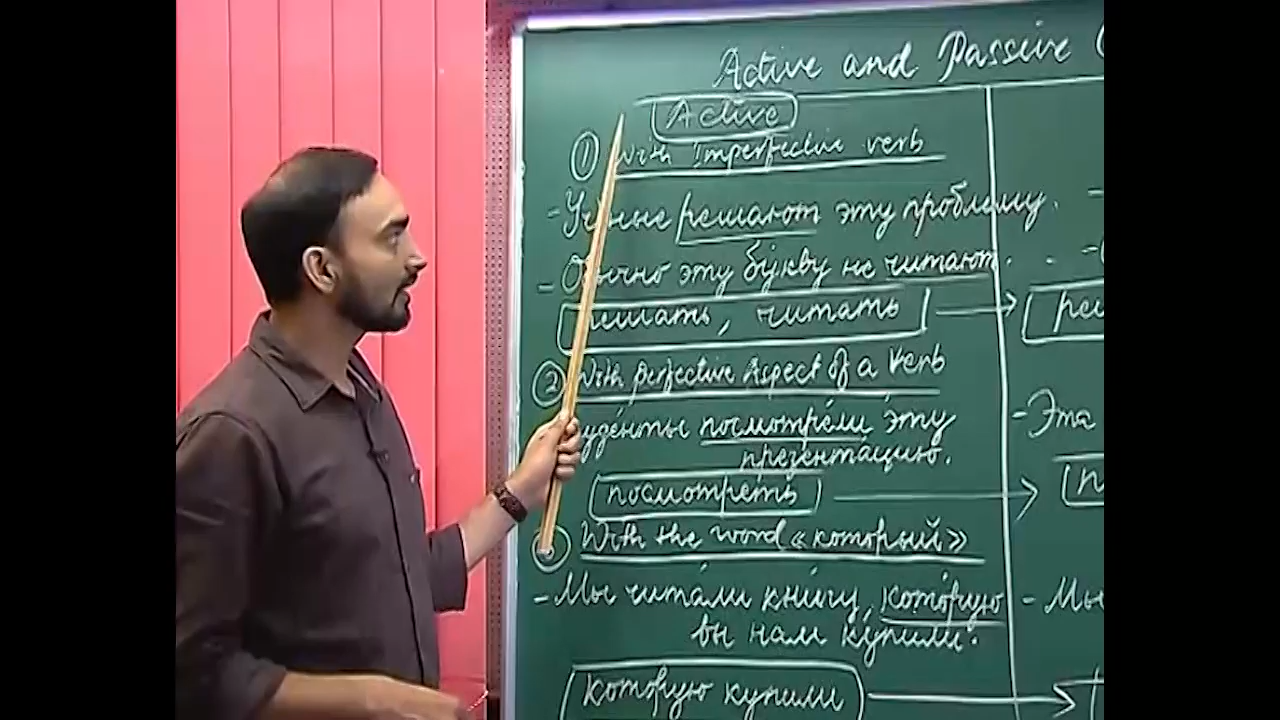 Active and Passive
Active
① With Imperfective verb
- Учёные решают эту проблему.
- Обычно эту букву не читают. -
решать, читать → реш
② With perfective Aspect of a Verb
Студенты посмотрели эту - Эта
презентацию.
посмотреть → п
With the word «который»
- Мы читали книгу, которую - Мы
вы нам купили.
которую купили →